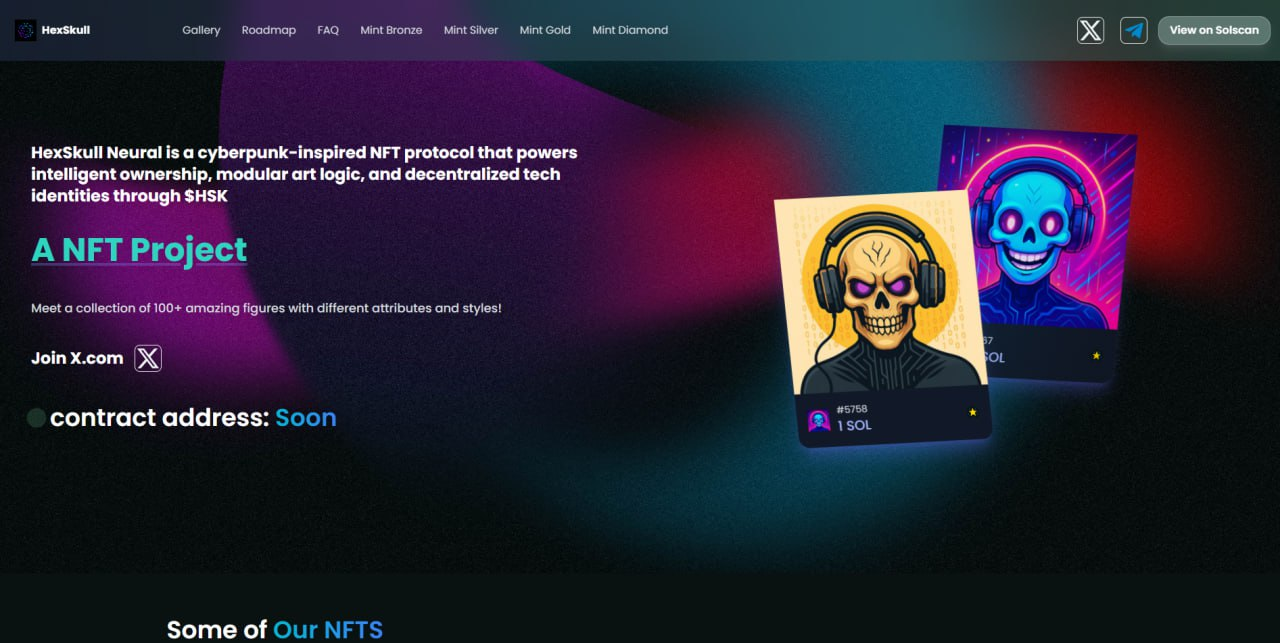 HexSkull
Gallery
Roadmap
FAQ
Mint Bronze
Mint Silver
Mint Gold
Mint Diamond
View on Solscan
HexSkull Neural is a cyberpunk-inspired NFT protocol that powers
intelligent ownership, modular art logic, and decentralized tech
identities through $HSK
A NFT Project
Meet a collection of 100+ amazing figures with different attributes and styles!
Join X.com
contract address: Soon
67
SOL
#5758
1 SOL
Some of Our NFTS